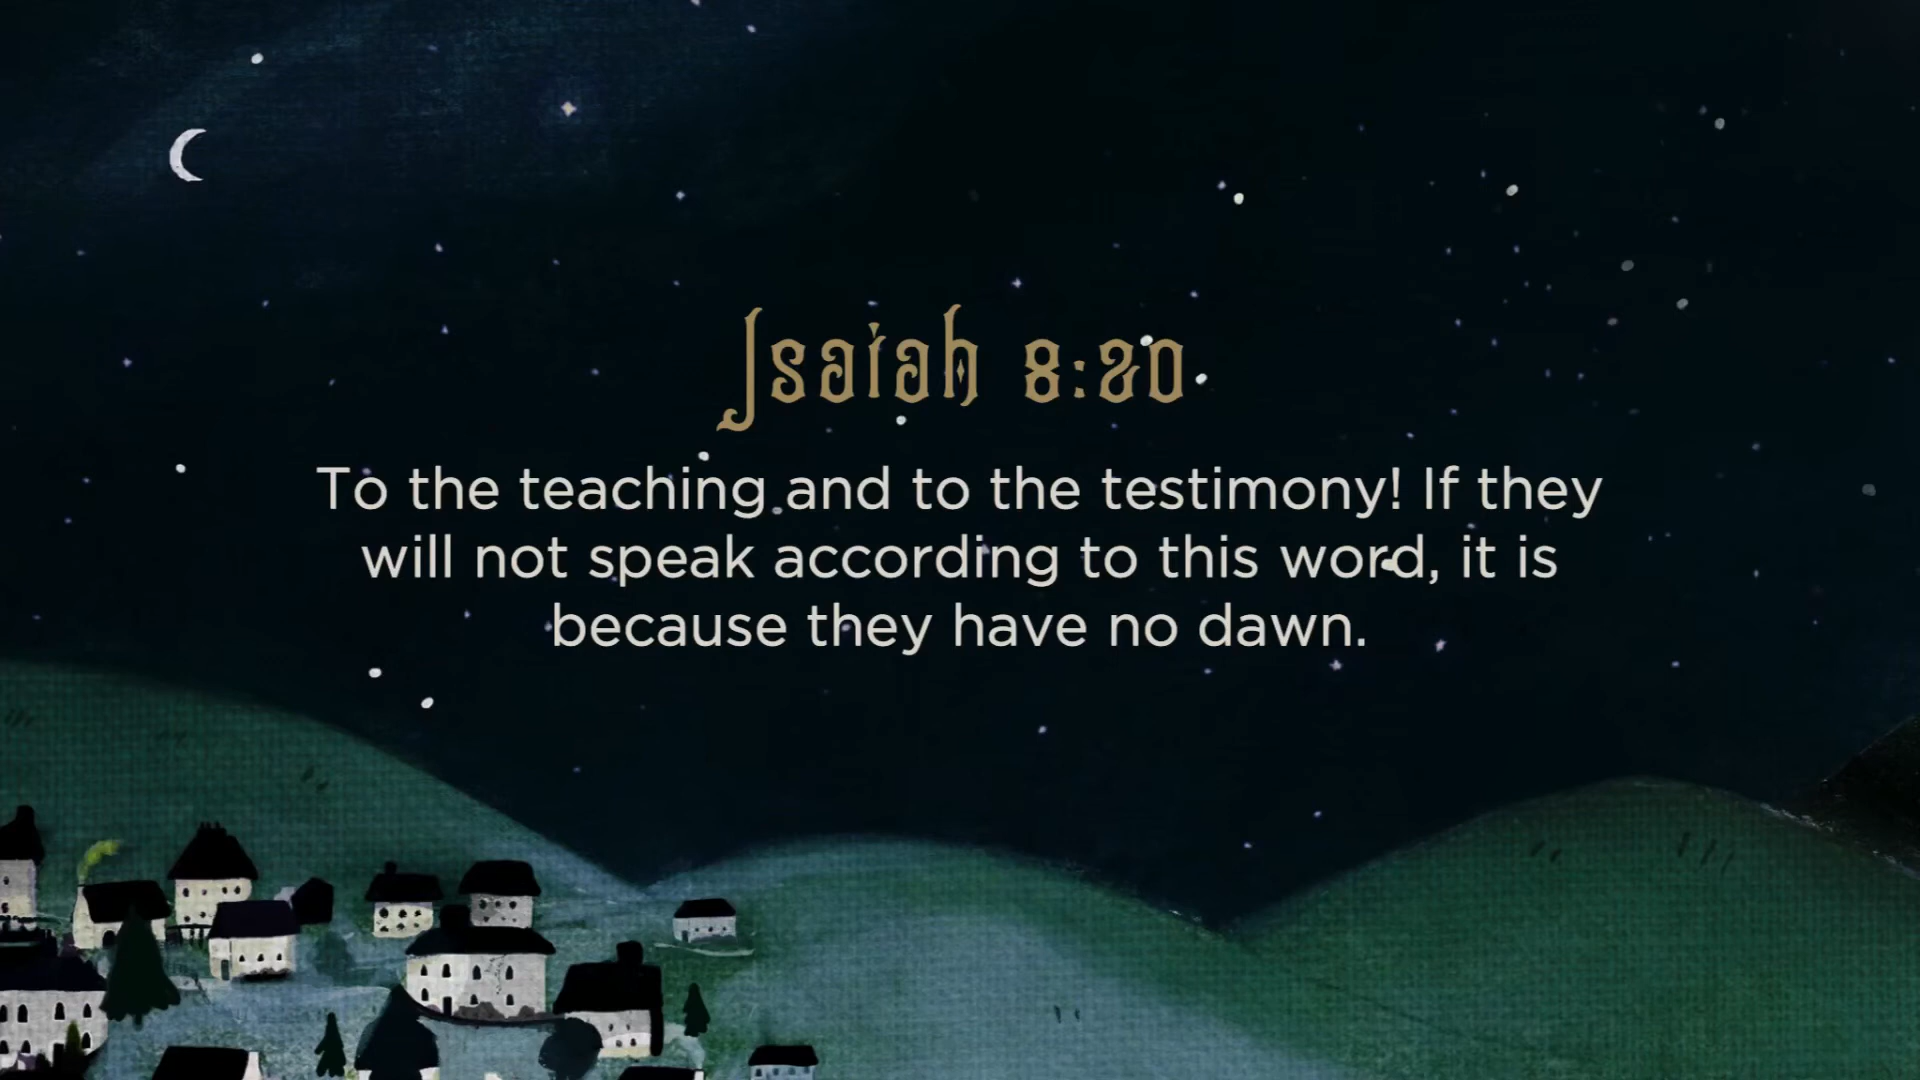 Isaiah 8:20
To the teaching and to the testimony! If they
will not speak according to this word, it is
because they have no dawn.